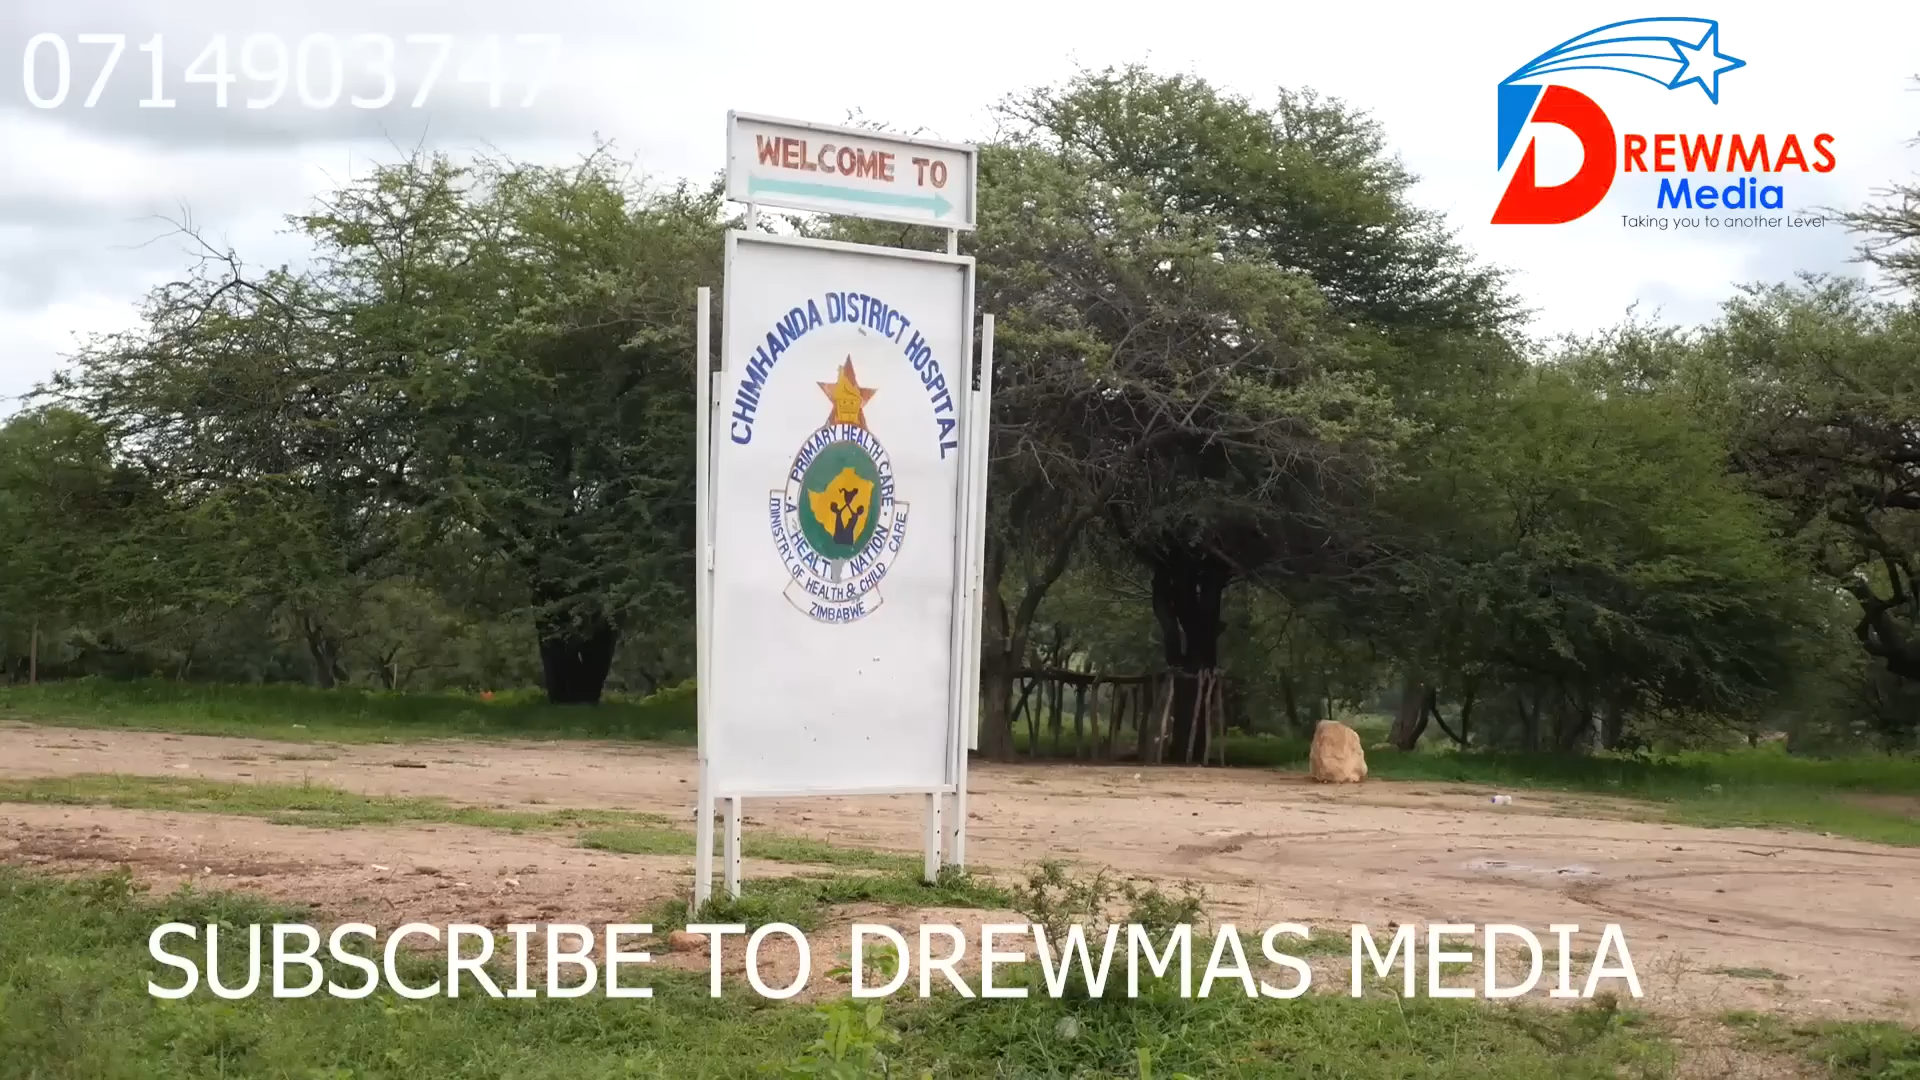 0714903747
DREWMAS
Media
Taking you to another Level
WELCOME TO
CHIMHANDA DISTRICT HOSPITAL
PRIMARY HEALTH CARE
A HEALT NATION
MINISTRY OF HEALTH & CHILD CARE
ZIMBABWE
SUBSCRIBE TO DREWMAS MEDIA